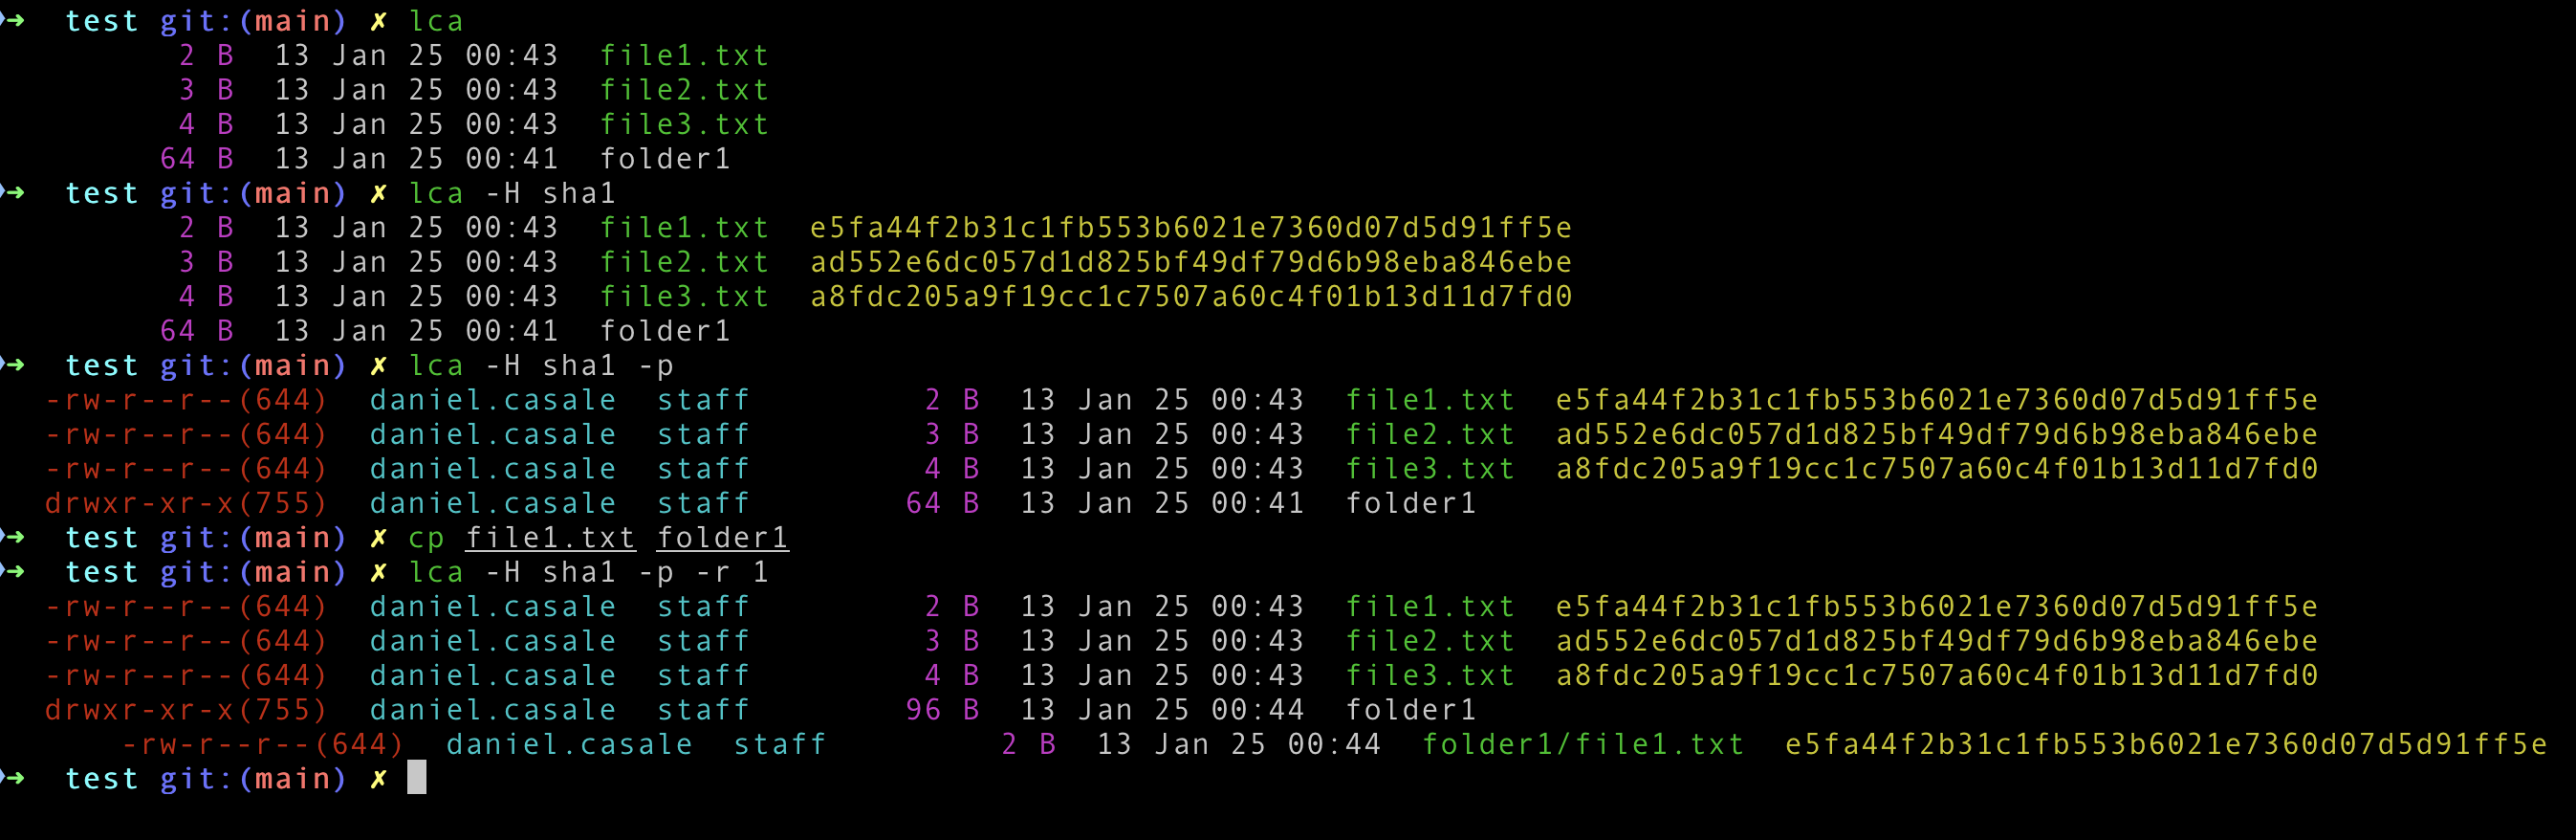 ➜  test git:(main) ✗ lca
2 B  13 Jan 25 00:43  file1.txt
3 B  13 Jan 25 00:43  file2.txt
4 B  13 Jan 25 00:43  file3.txt
64 B  13 Jan 25 00:41  folder1
➜  test git:(main) ✗ lca -H sha1
2 B  13 Jan 25 00:43  file1.txt  e5fa44f2b31c1fb553b6021e7360d07d5d91ff5e
3 B  13 Jan 25 00:43  file2.txt  ad552e6dc057d1d825bf49df79d6b98eba846ebe
4 B  13 Jan 25 00:43  file3.txt  a8fdc205a9f19cc1c7507a60c4f01b13d11d7fd0
64 B  13 Jan 25 00:41  folder1
➜  test git:(main) ✗ lca -H sha1 -p
-rw-r--r--(644)  daniel.casale  staff  2 B  13 Jan 25 00:43  file1.txt  e5fa44f2b31c1fb553b6021e7360d07d5d91ff5e
-rw-r--r--(644)  daniel.casale  staff  3 B  13 Jan 25 00:43  file2.txt  ad552e6dc057d1d825bf49df79d6b98eba846ebe
-rw-r--r--(644)  daniel.casale  staff  4 B  13 Jan 25 00:43  file3.txt  a8fdc205a9f19cc1c7507a60c4f01b13d11d7fd0
drwxr-xr-x(755)  daniel.casale  staff  64 B  13 Jan 25 00:41  folder1
➜  test git:(main) ✗ cp file1.txt folder1
➜  test git:(main) ✗ lca -H sha1 -p -r 1
-rw-r--r--(644)  daniel.casale  staff  2 B  13 Jan 25 00:43  file1.txt  e5fa44f2b31c1fb553b6021e7360d07d5d91ff5e
-rw-r--r--(644)  daniel.casale  staff  3 B  13 Jan 25 00:43  file2.txt  ad552e6dc057d1d825bf49df79d6b98eba846ebe
-rw-r--r--(644)  daniel.casale  staff  4 B  13 Jan 25 00:43  file3.txt  a8fdc205a9f19cc1c7507a60c4f01b13d11d7fd0
drwxr-xr-x(755)  daniel.casale  staff  96 B  13 Jan 25 00:44  folder1
-rw-r--r--(644)  daniel.casale  staff  2 B  13 Jan 25 00:44  folder1/file1.txt  e5fa44f2b31c1fb553b6021e7360d07d5d91ff5e
➜  test git:(main) ✗